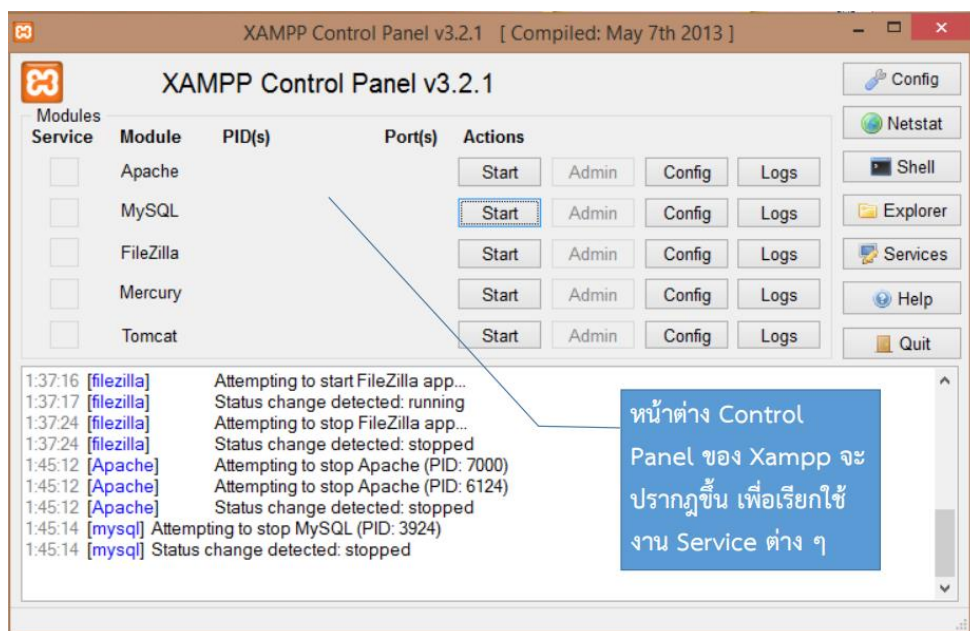 XAMPP Control Panel v3.2.1 [ Compiled: May 7th 2013 ]
XAMPP Control Panel v3.2.1
Config
Modules
Service Module PID(s) Port(s) Actions
Netstat
Apache Start Admin Config Logs
Shell
MySQL Start Admin Config Logs
Explorer
FileZilla Start Admin Config Logs
Services
Mercury Start Admin Config Logs
Help
Tomcat Start Admin Config Logs
Quit
1:37:16 [filezilla] Attempting to start FileZilla app...
1:37:17 [filezilla] Status change detected: running
1:37:24 [filezilla] Attempting to stop FileZilla app...
1:37:24 [filezilla] Status change detected: stopped
1:45:12 [Apache] Attempting to stop Apache (PID: 7000)
1:45:12 [Apache] Attempting to stop Apache (PID: 6124)
1:45:12 [Apache] Status change detected: stopped
1:45:14 [mysql] Attempting to stop MySQL (PID: 3924)
1:45:14 [mysql] Status change detected: stopped
หน้าต่าง Control
Panel ของ Xampp จะ
ปรากฏขึ้น เพื่อเรียกใช้
งาน Service ต่าง ๆ